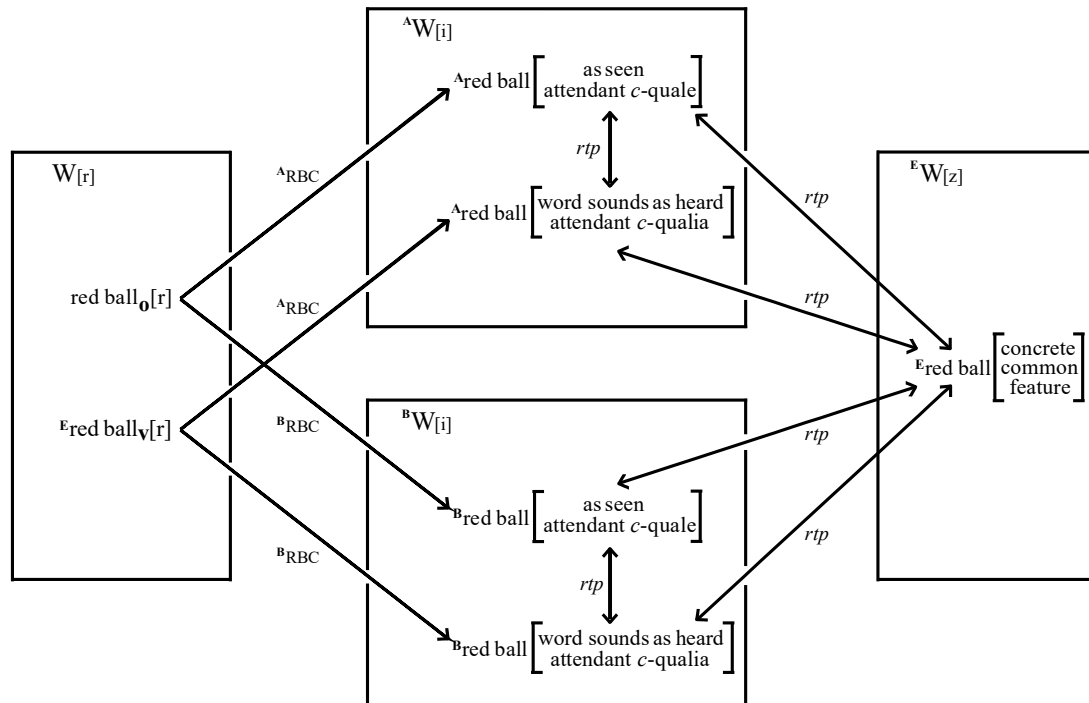 ᴬW[i]
ᴬred ball [as seen
attendant c-quale]
rtp
ᴬred ball [word sounds as heard
attendant c-qualia]
W[r]
ᴬRBC
red ballₒ[r]
ᴬRBC
ᴱred ballᵥ[r]
ᴮRBC
ᴮRBC
ᴮW[i]
ᴮred ball [as seen
attendant c-quale]
rtp
ᴮred ball [word sounds as heard
attendant c-qualia]
ᴱW[z]
rtp
rtp
ᴱred ball [concrete
common
feature]
rtp
rtp